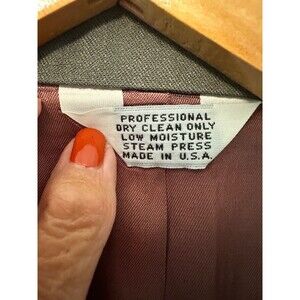 PROFESSIONAL
DRY CLEAN ONLY
LOW MOISTURE
STEAM PRESS
MADE IN U.S.A.